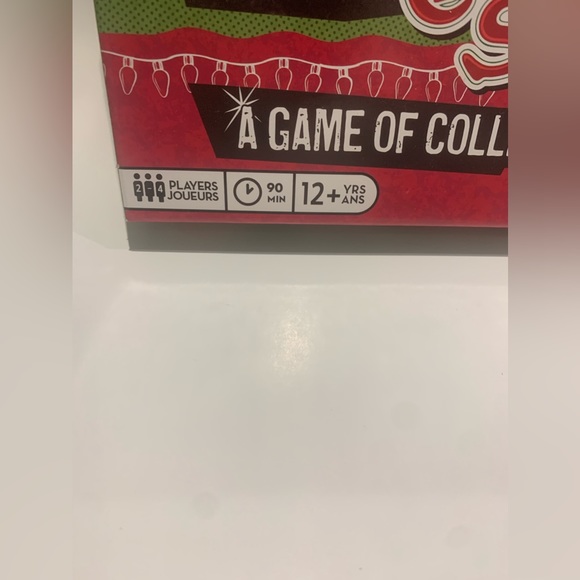 A GAME OF COLL
2-4 PLAYERS
JOUEURS
90
MIN
12+ YRS
ANS